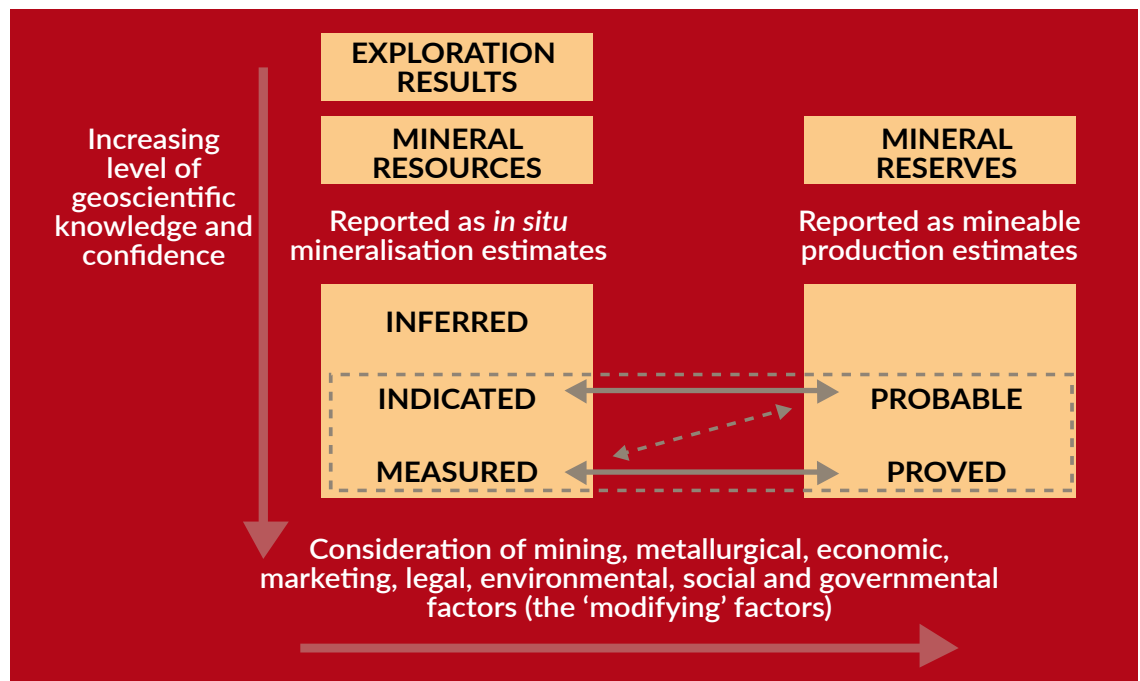 EXPLORATION
RESULTS
Increasing
level of
geoscientific
knowledge and
confidence
MINERAL
RESOURCES
MINERAL
RESERVES
Reported as in situ
mineralisation estimates
Reported as mineable
production estimates
INFERRED
INDICATED
PROBABLE
MEASURED
PROVED
Consideration of mining, metallurgical, economic,
marketing, legal, environmental, social and governmental
factors (the ‘modifying’ factors)